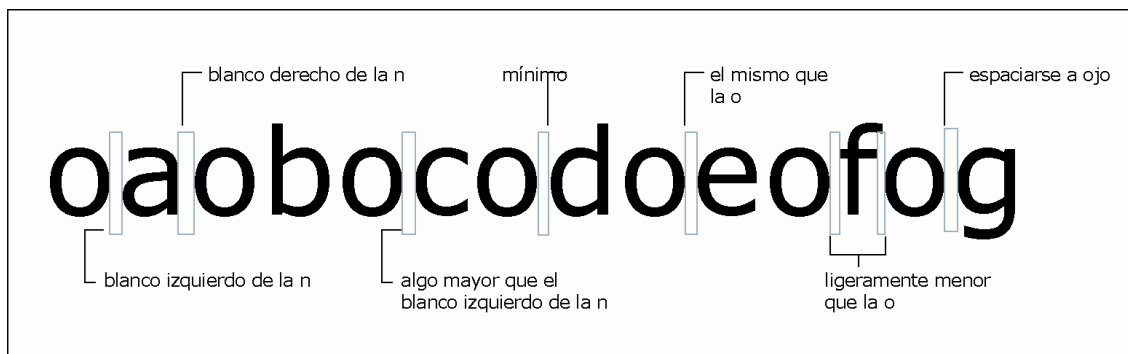 blanco derecho de la n
mínimo
el mismo que
la o
espaciarse a ojo
oaobocodoeofog
blanco izquierdo de la n
algo mayor que el
blanco izquierdo de la n
ligeramente menor
que la o